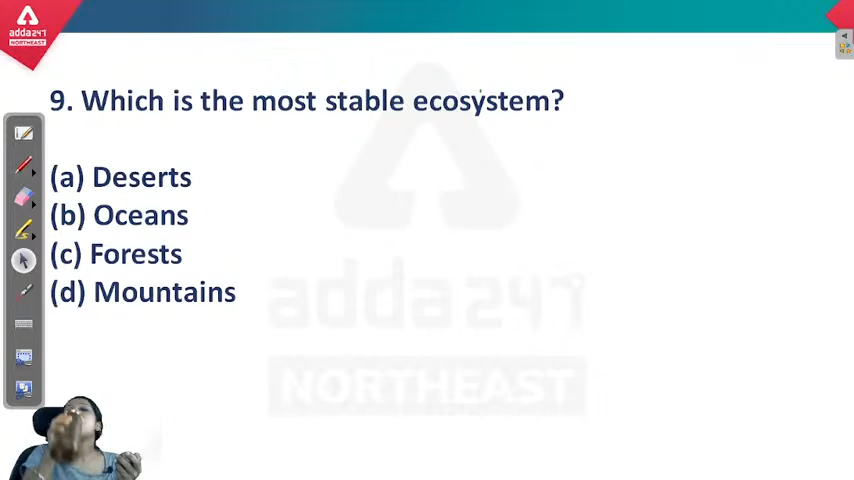 adda247
NORTHEAST
9. Which is the most stable ecosystem?
(a) Deserts
(b) Oceans
(c) Forests
(d) Mountains
adda247
NORTHEAST